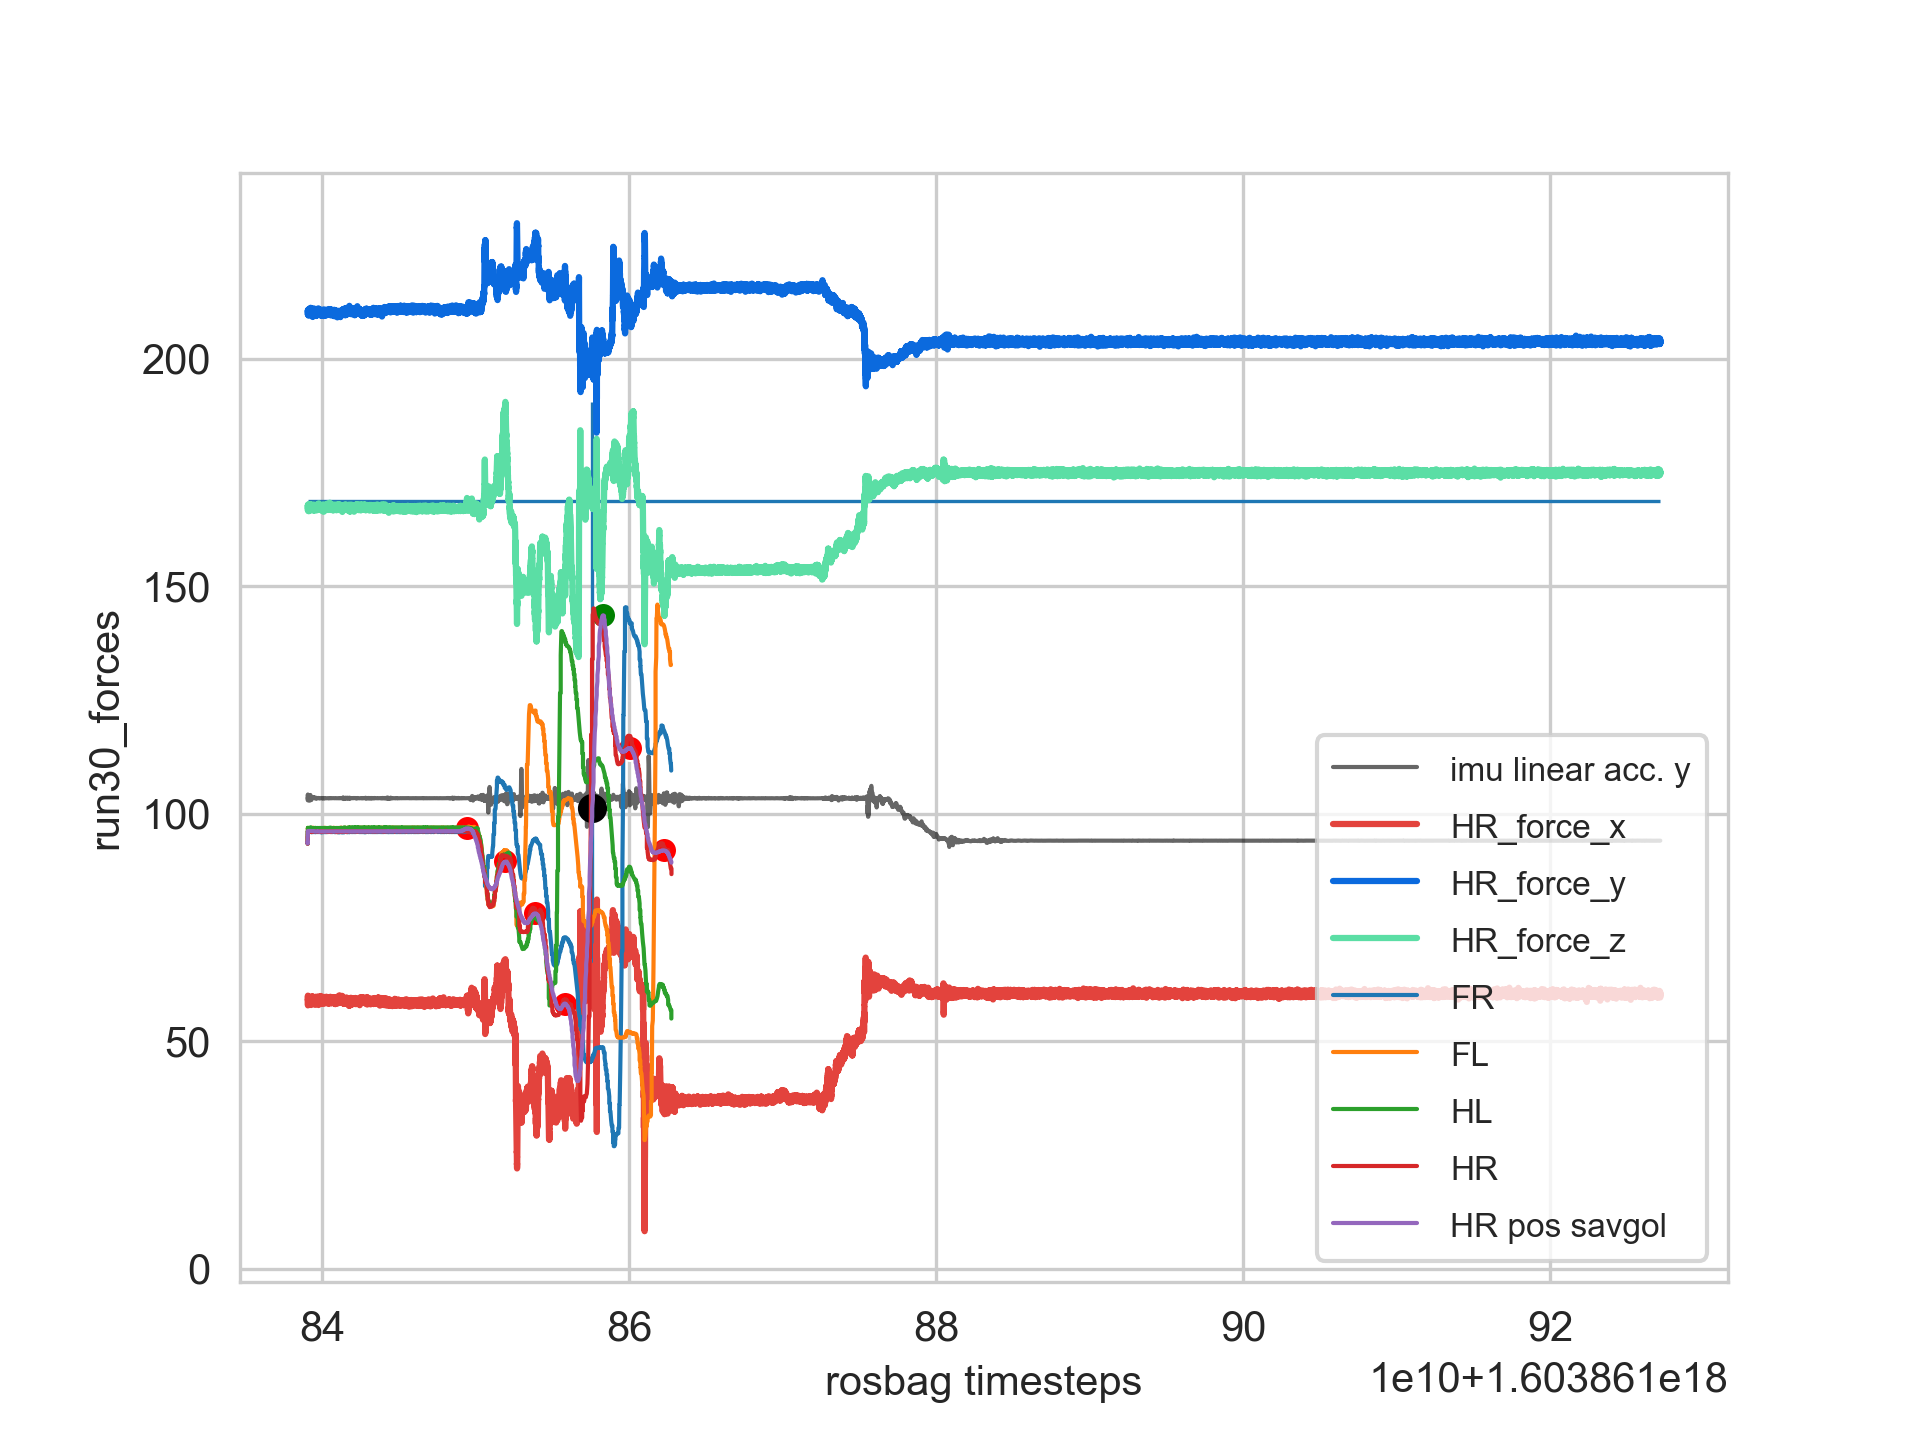 run30_forces
200
150
100
50
0
84
86
88
90
92
rosbag timesteps
1e10+1.603861e18
imu linear acc. y
HR_force_x
HR_force_y
HR_force_z
FR
FL
HL
HR
HR pos savgol